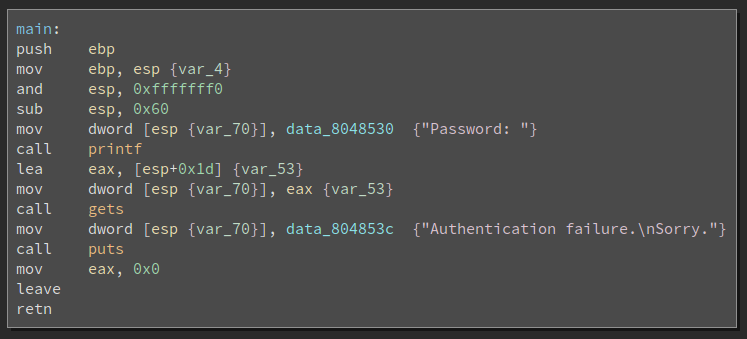 main:
push ebp
mov ebp, esp {var_4}
and esp, 0xfffffff0
sub esp, 0x60
mov dword [esp {var_70}], data_8048530 {"Password: "}
call printf
lea eax, [esp+0x1d] {var_53}
mov dword [esp {var_70}], eax {var_53}
call gets
mov dword [esp {var_70}], data_804853c {"Authentication failure.\nSorry."}
call puts
mov eax, 0x0
leave
retn